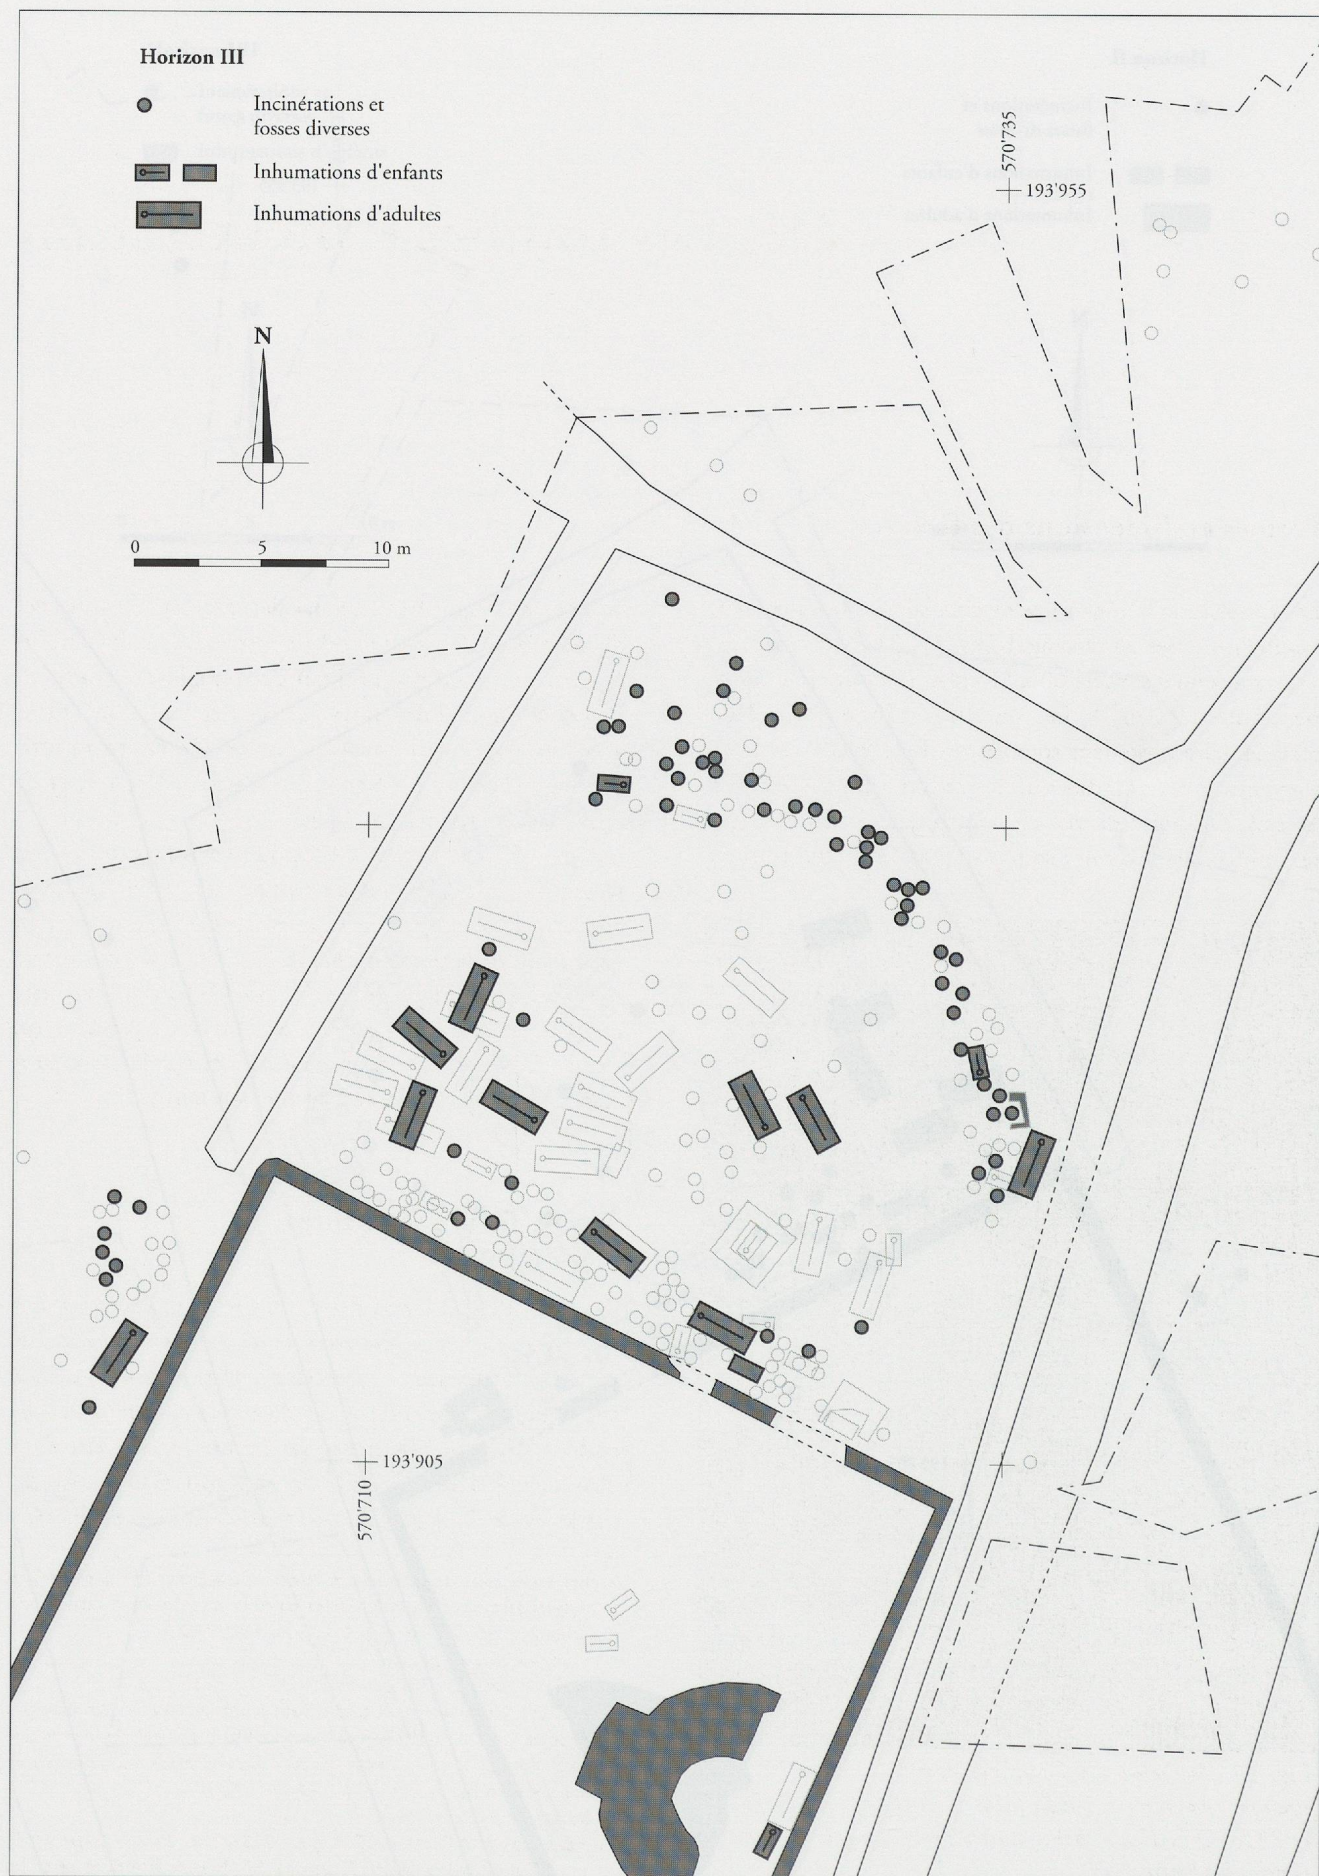 Horizon III
Incinérations et
fosses diverses
Inhumations d'enfants
Inhumations d'adultes
570'735
193'955
N
0 5 10 m
193'905
570'710